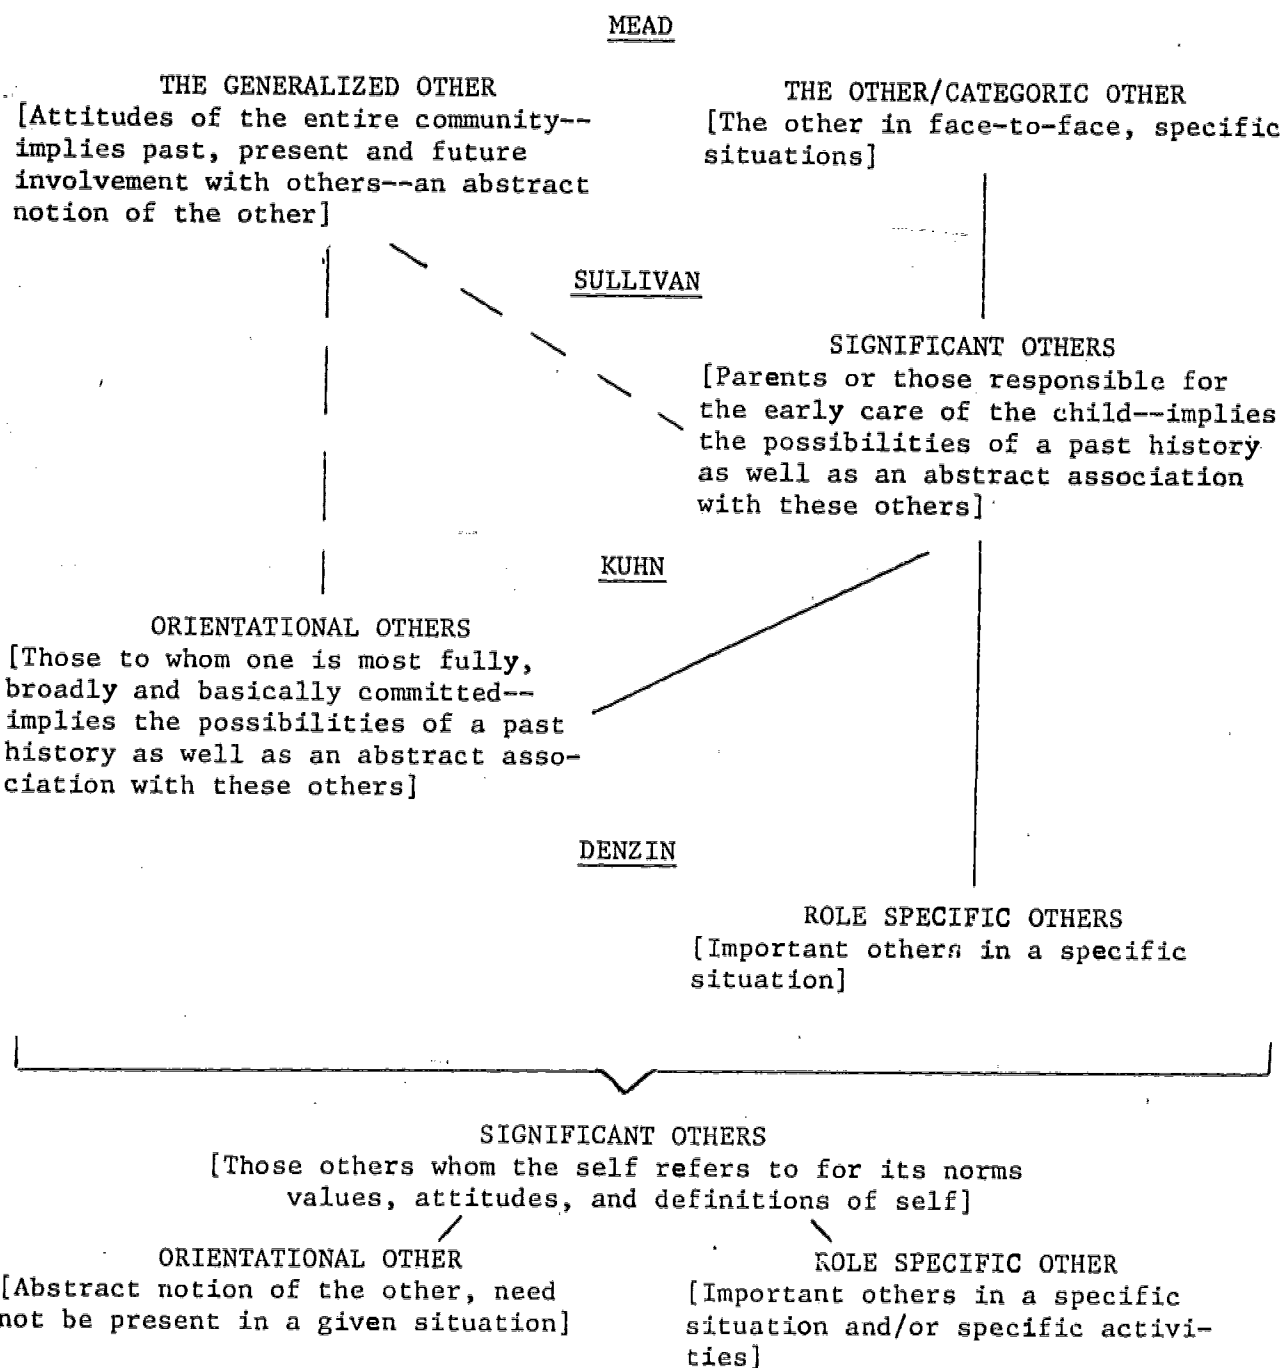 MEAD
THE GENERALIZED OTHER
[Attitudes of the entire community--
implies past, present and future
involvement with others--an abstract
notion of the other]
THE OTHER/CATEGORIC OTHER
[The other in face-to-face, specific
situations]
SULLIVAN
SIGNIFICANT OTHERS
[Parents or those responsible for
the early care of the child--implies
the possibilities of a past history
as well as an abstract association
with these others]
KUHN
ORIENTATIONAL OTHERS
[Those to whom one is most fully,
broadly and basically committed--
implies the possibilities of a past
history as well as an abstract asso-
ciation with these others]
DENZIN
ROLE SPECIFIC OTHERS
[Important others in a specific
situation]
SIGNIFICANT OTHERS
[Those others whom the self refers to for its norms
values, attitudes, and definitions of self]
ORIENTATIONAL OTHER
[Abstract notion of the other, need
not be present in a given situation]
ROLE SPECIFIC OTHER
[Important others in a specific
situation and/or specific activi-
ties]